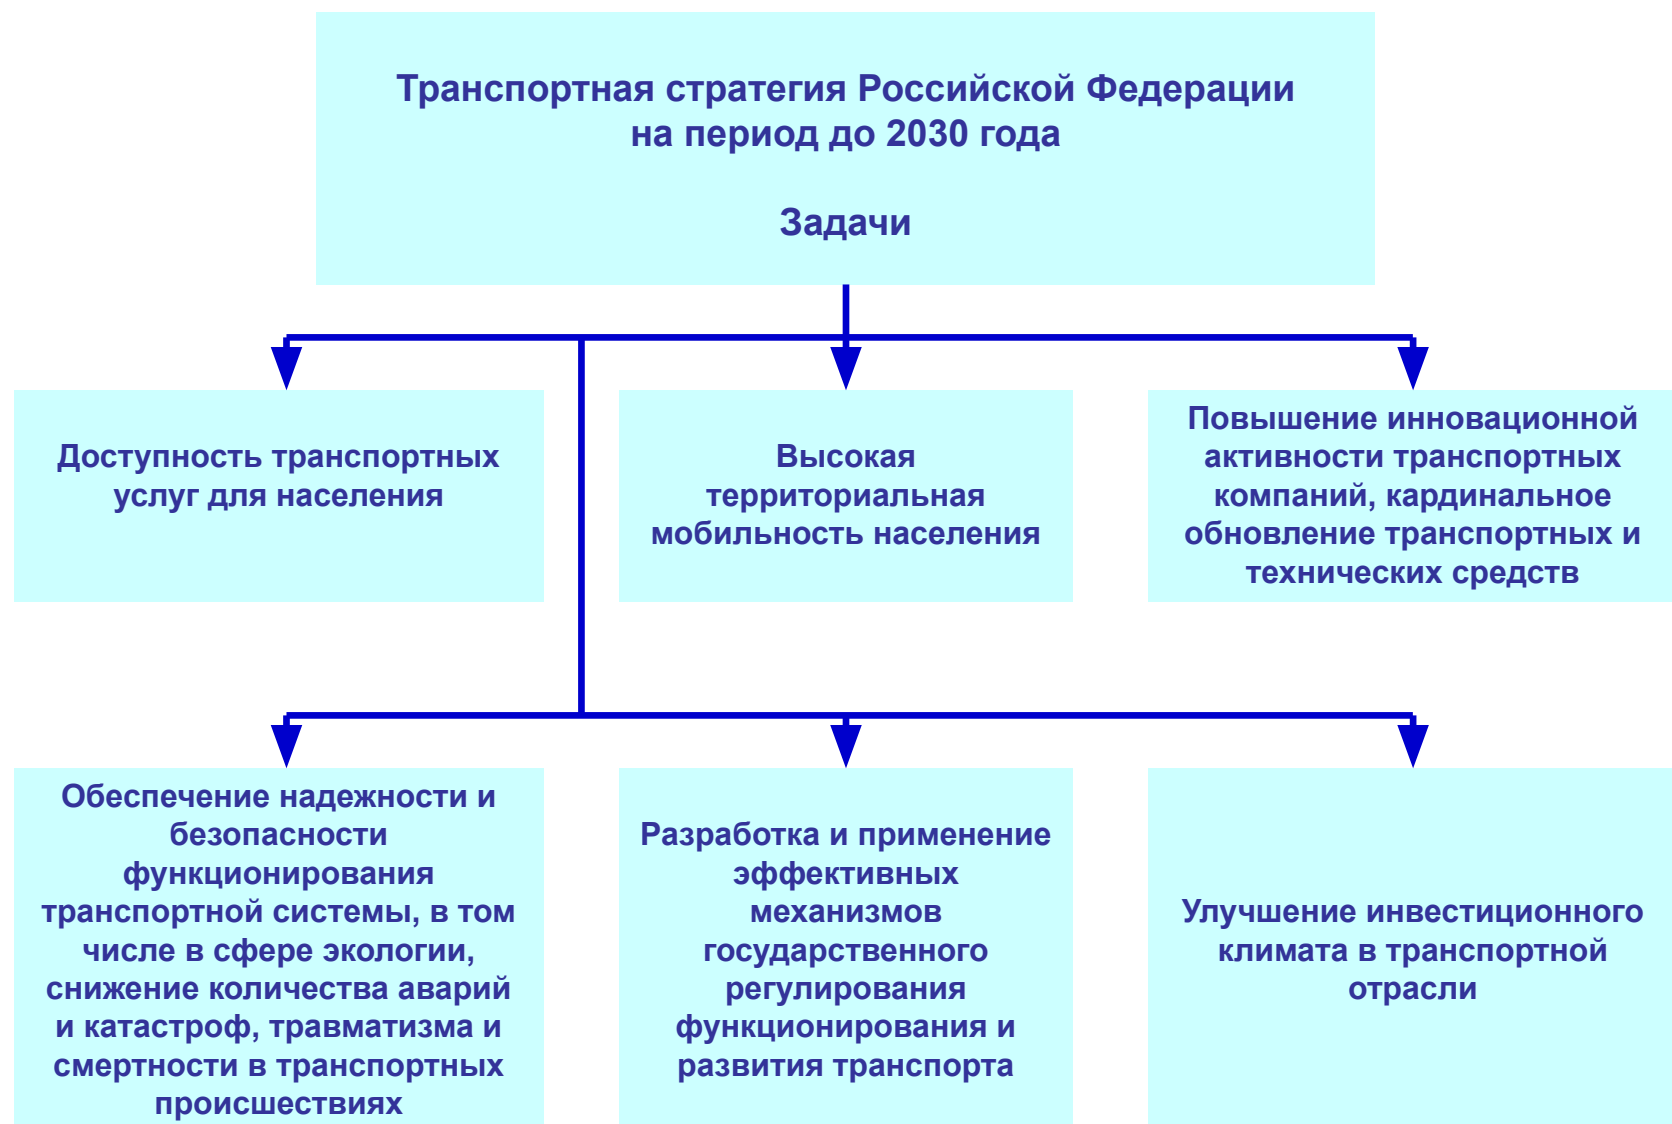 Транспортная стратегия Российской Федерации
на период до 2030 года
Задачи
Доступность транспортных
услуг для населения
Высокая
территориальная
мобильность населения
Повышение инновационной
активности транспортных
компаний, кардинальное
обновление транспортных и
технических средств
Обеспечение надежности и
безопасности
функционирования
транспортной системы, в том
числе в сфере экологии,
снижение количества аварий
и катастроф, травматизма и
смертности в транспортных
происшествиях
Разработка и применение
эффективных
механизмов
государственного
регулирования
функционирования и
развития транспорта
Улучшение инвестиционного
климата в транспортной
отрасли